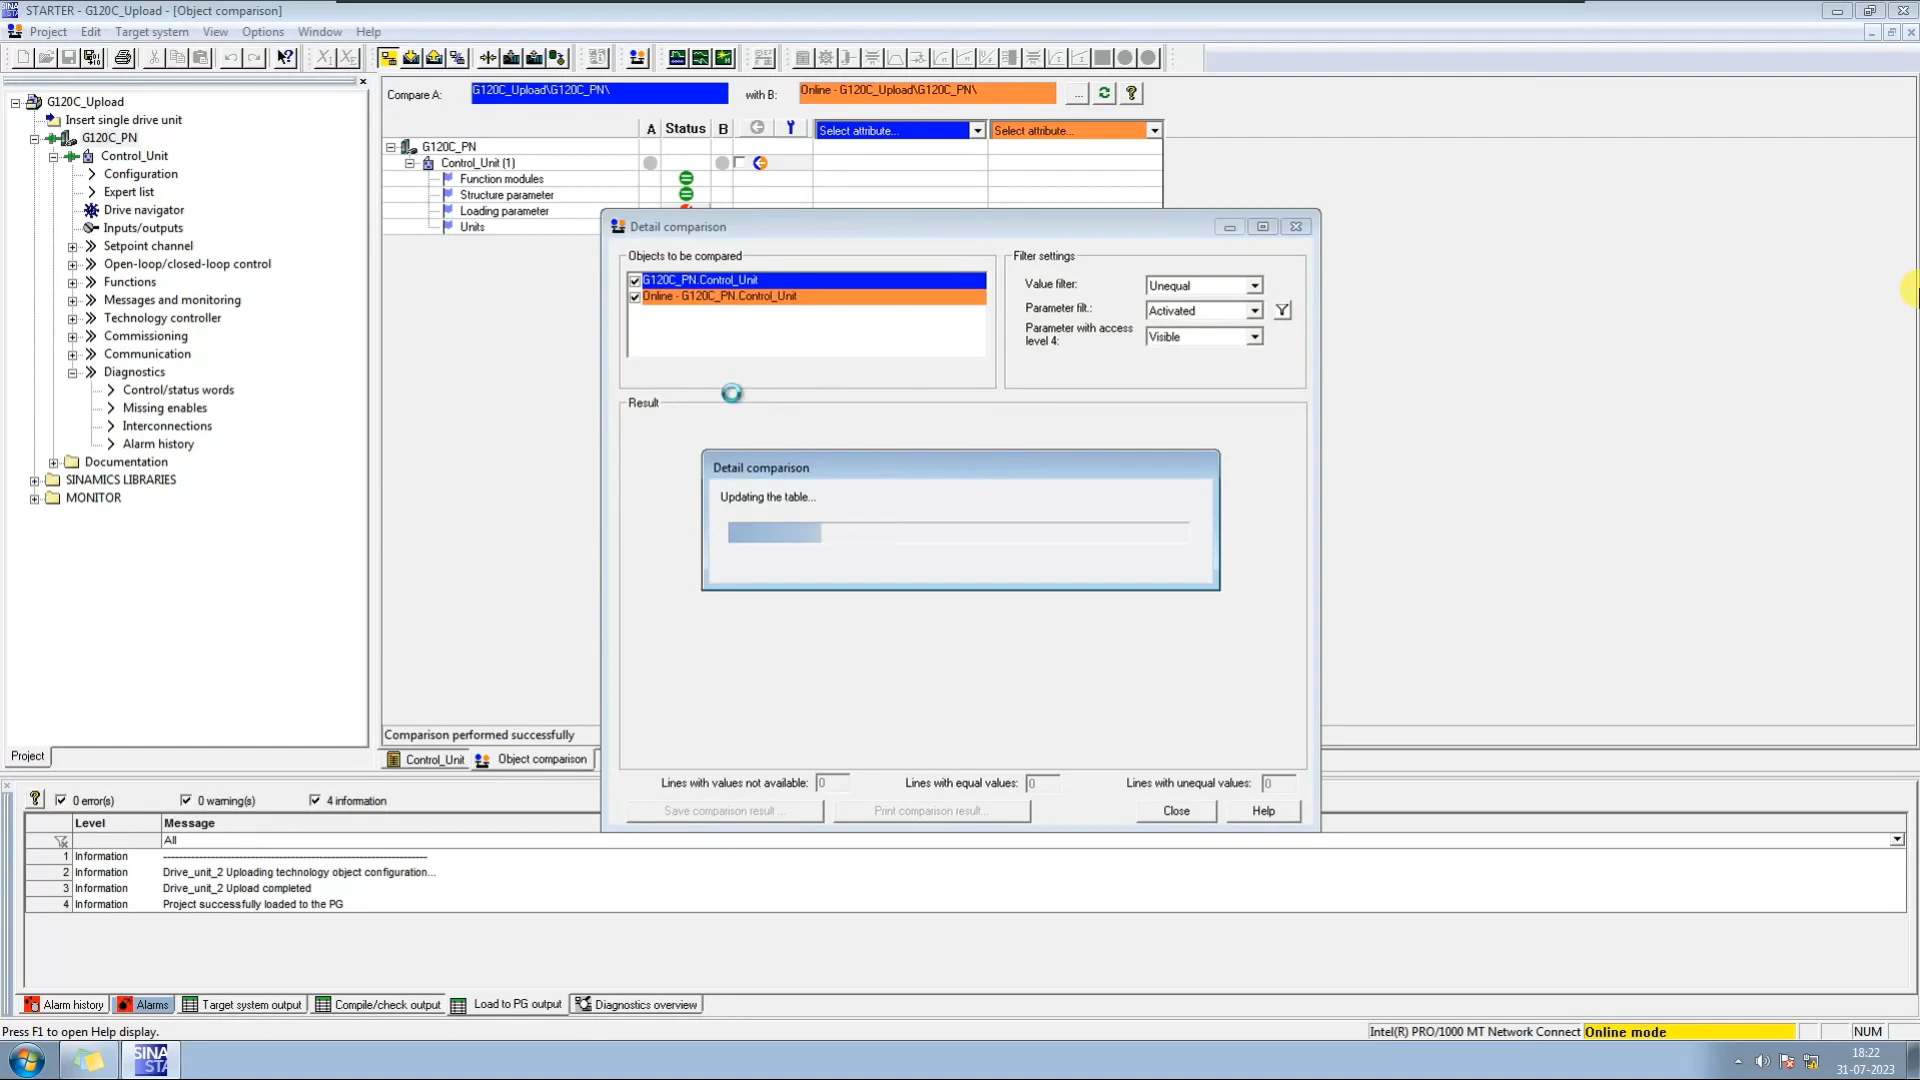 STARTER - G120C_Upload - [Object comparison]
Project Edit Target system View Options Window Help
G120C_Upload
Insert single drive unit
G120C_PN
Control_Unit
Configuration
Expert list
Drive navigator
Inputs/outputs
Setpoint channel
Open-loop/closed-loop control
Functions
Messages and monitoring
Technology controller
Commissioning
Communication
Diagnostics
Control/status words
Missing enables
Interconnections
Alarm history
Documentation
SINAMICS LIBRARIES
MONITOR
Project
Compare A: G120C_Upload\G120C_PN\ with B: Online - G120C_Upload\G120C_PN\ ...
A Status B Select attribute... Select attribute...
G120C_PN
Control_Unit (1)
Function modules
Structure parameter
Loading parameter
Units
Detail comparison
Objects to be compared
G120C_PN.Control_Unit
Online - G120C_PN.Control_Unit
Filter settings
Value filter: Unequal
Parameter filt.: Activated
Parameter with access level 4: Visible
Result
Detail comparison
Updating the table...
Lines with values not available: 0 Lines with equal values: 0 Lines with unequal values: 0
Save comparison result ... Print comparison result... Close Help
Comparison performed successfully
Control_Unit Object comparison
0 error(s) 0 warning(s) 4 information
Level Message
All
1 Information ----------------------------------------------------------------
2 Information Drive_unit_2 Uploading technology object configuration...
3 Information Drive_unit_2 Upload completed
4 Information Project successfully loaded to the PG
Alarm history Alarms Target system output Compile/check output Load to PG output Diagnostics overview
Press F1 to open Help display. Intel(R) PRO/1000 MT Network Connect Online mode NUM
SINA
STA
18:22
31-07-2023